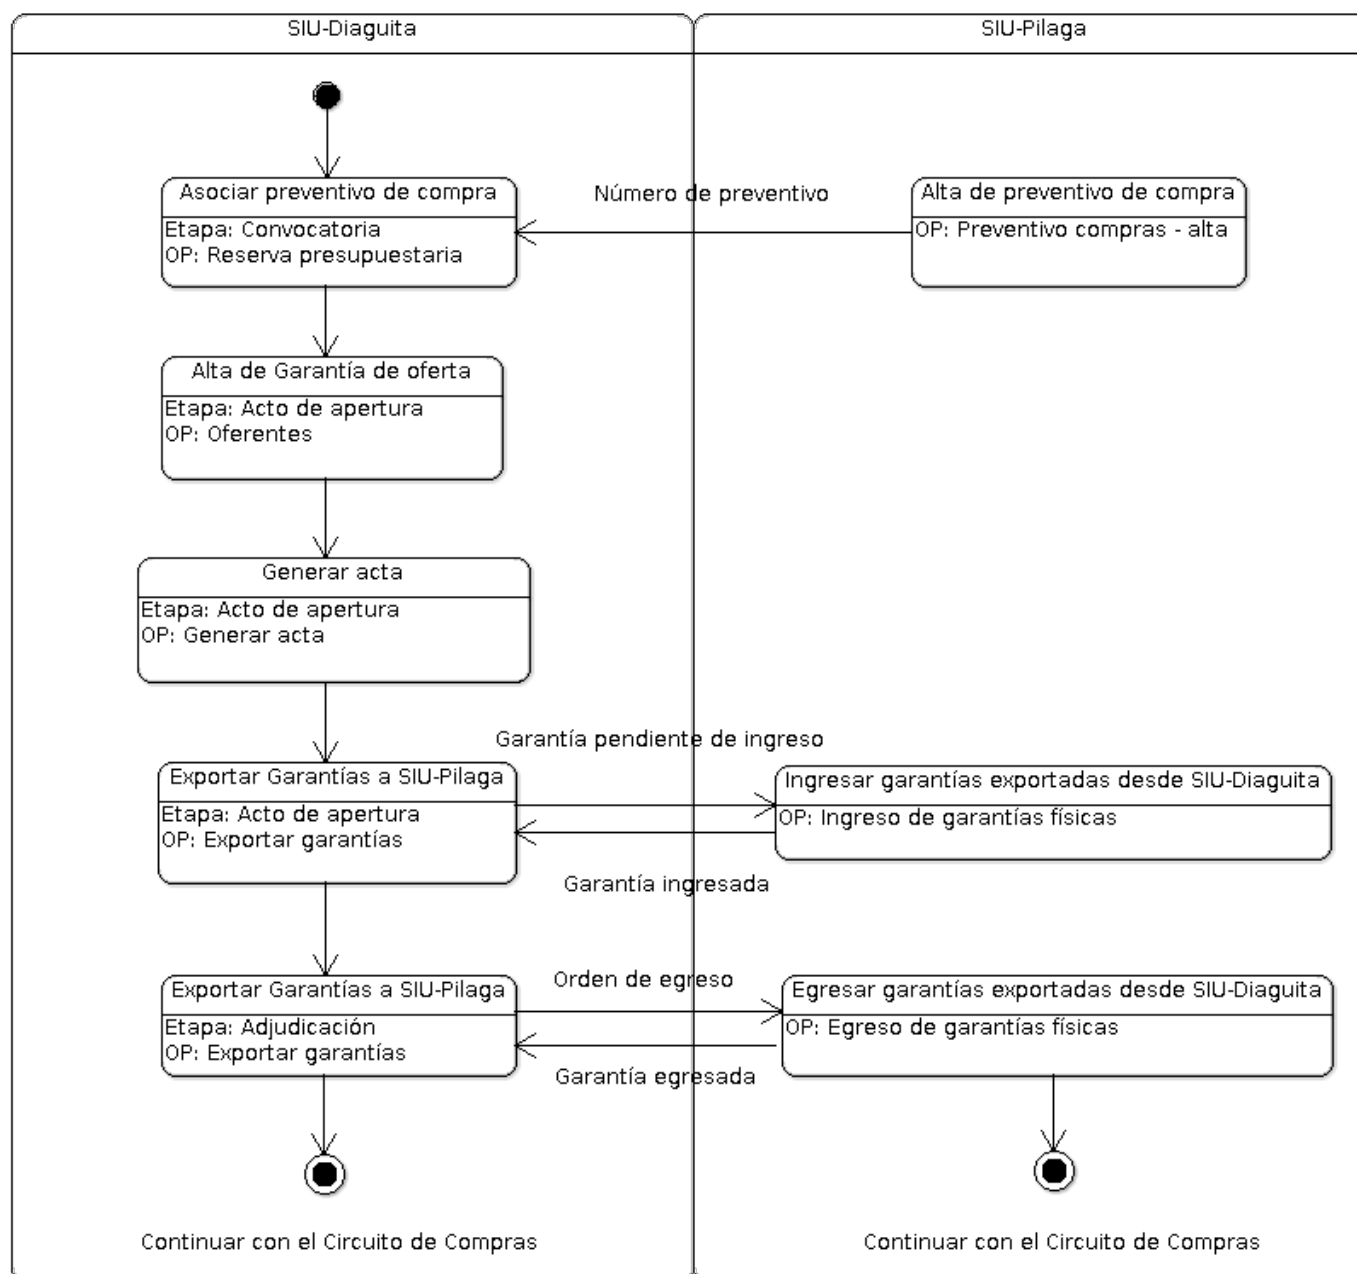 SIU-Diaguita
SIU-Pilaga
Asociar preventivo de compra
Etapa: Convocatoria
OP: Reserva presupuestaria
Número de preventivo
Alta de preventivo de compra
OP: Preventivo compras - alta
Alta de Garantía de oferta
Etapa: Acto de apertura
OP: Oferentes
Generar acta
Etapa: Acto de apertura
OP: Generar acta
Garantía pendiente de ingreso
Exportar Garantías a SIU-Pilaga
Etapa: Acto de apertura
OP: Exportar garantías
Ingresar garantías exportadas desde SIU-Diaguita
OP: Ingreso de garantías físicas
Garantía ingresada
Exportar Garantías a SIU-Pilaga
Etapa: Adjudicación
OP: Exportar garantías
Orden de egreso
Egresar garantías exportadas desde SIU-Diaguita
OP: Egreso de garantías físicas
Garantía egresada
Continuar con el Circuito de Compras
Continuar con el Circuito de Compras